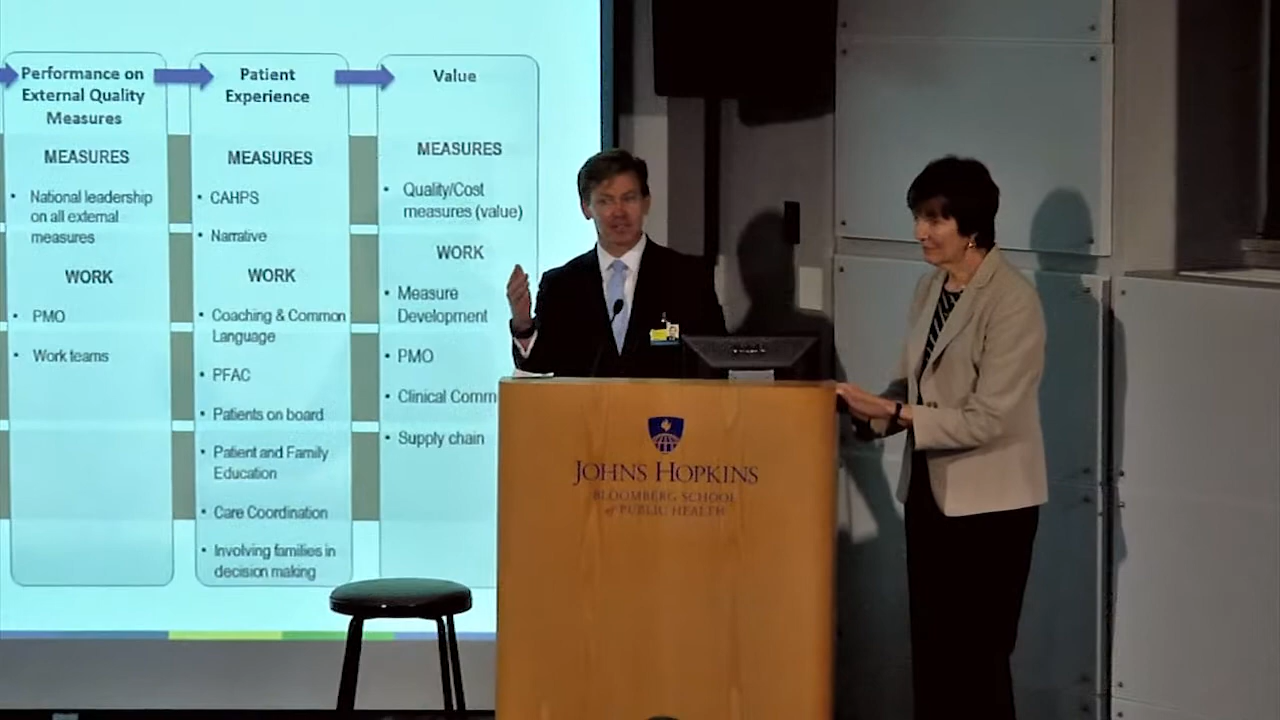 Performance on
External Quality
Measures
MEASURES
• National leadership
on all external
measures
WORK
• PMO
• Work teams
Patient
Experience
MEASURES
• CAHPS
• Narrative
WORK
• Coaching & Common
Language
• PFAC
• Patients on board
• Patient and Family
Education
• Care Coordination
• Involving families in
decision making
Value
MEASURES
• Quality/Cost
measures (value)
WORK
• Measure
Development
• PMO
• Clinical Comm
• Supply chain
JOHNS HOPKINS
BLOOMBERG SCHOOL
of PUBLIC HEALTH